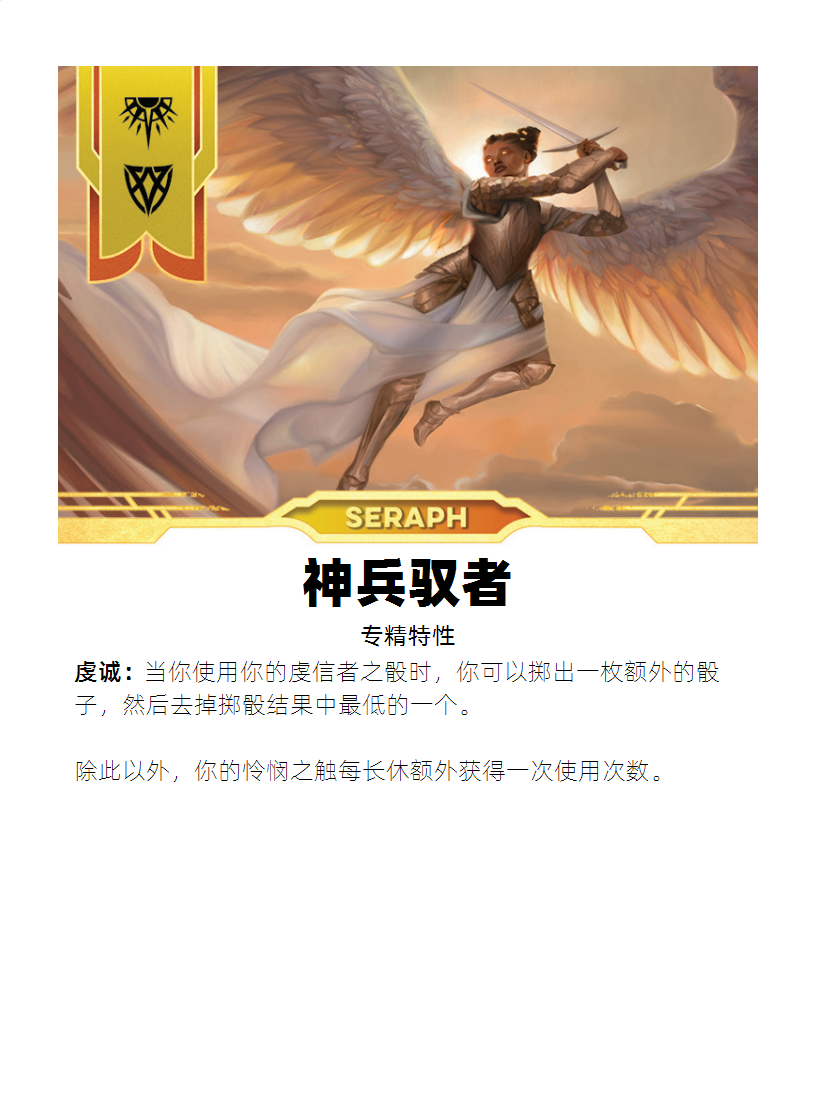 SERAPH
神兵驭者
专精特性
虔诚：当你使用你的虔信者之骰时，你可以掷出一枚额外的骰
子，然后去掉掷骰结果中最低的一个。
除此以外，你的怜悯之触每长休额外获得一次使用次数。